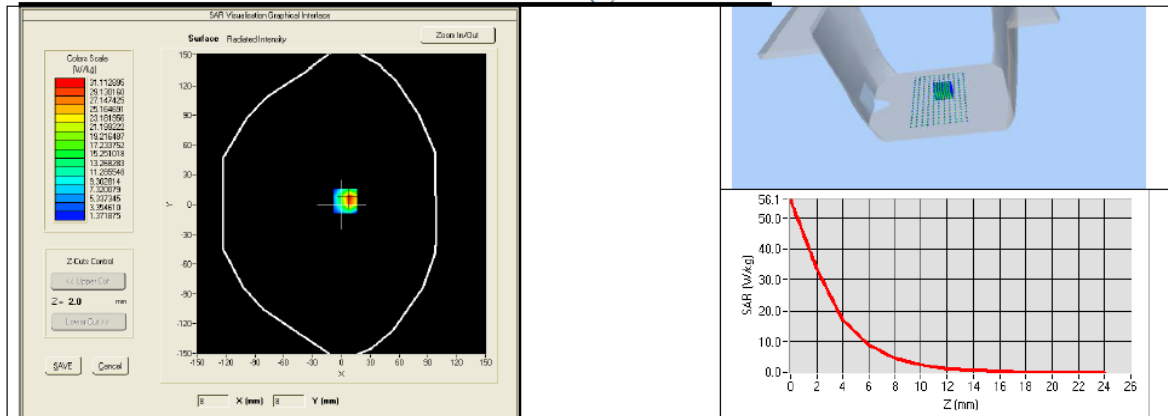 SAR Visualisation Graphical Interface
Surface Radiated Intensity
Zoom In/Out
Colors Scale
(W/kg)
31.112895
29.130160
27.147425
25.164691
23.181956
21.199222
19.216487
17.233752
15.251018
13.268283
11.285548
9.302814
7.320079
5.337345
3.354610
1.371875
Z-Cuts Control
<< Upper Cut
Z = 2.0 mm
Lower Cut >>
SAVE Cancel
150
120
90
60
30
0
-30
-60
-90
-120
-150
Y
-150 -120 -90 -60 -30 0 30 60 90 120 150
X
8 X (mm) 8 Y (mm)
56.1
50.0
40.0
30.0
20.0
10.0
0.0
SAR (W/kg)
0 2 4 6 8 10 12 14 16 18 20 22 24 26
Z (mm)